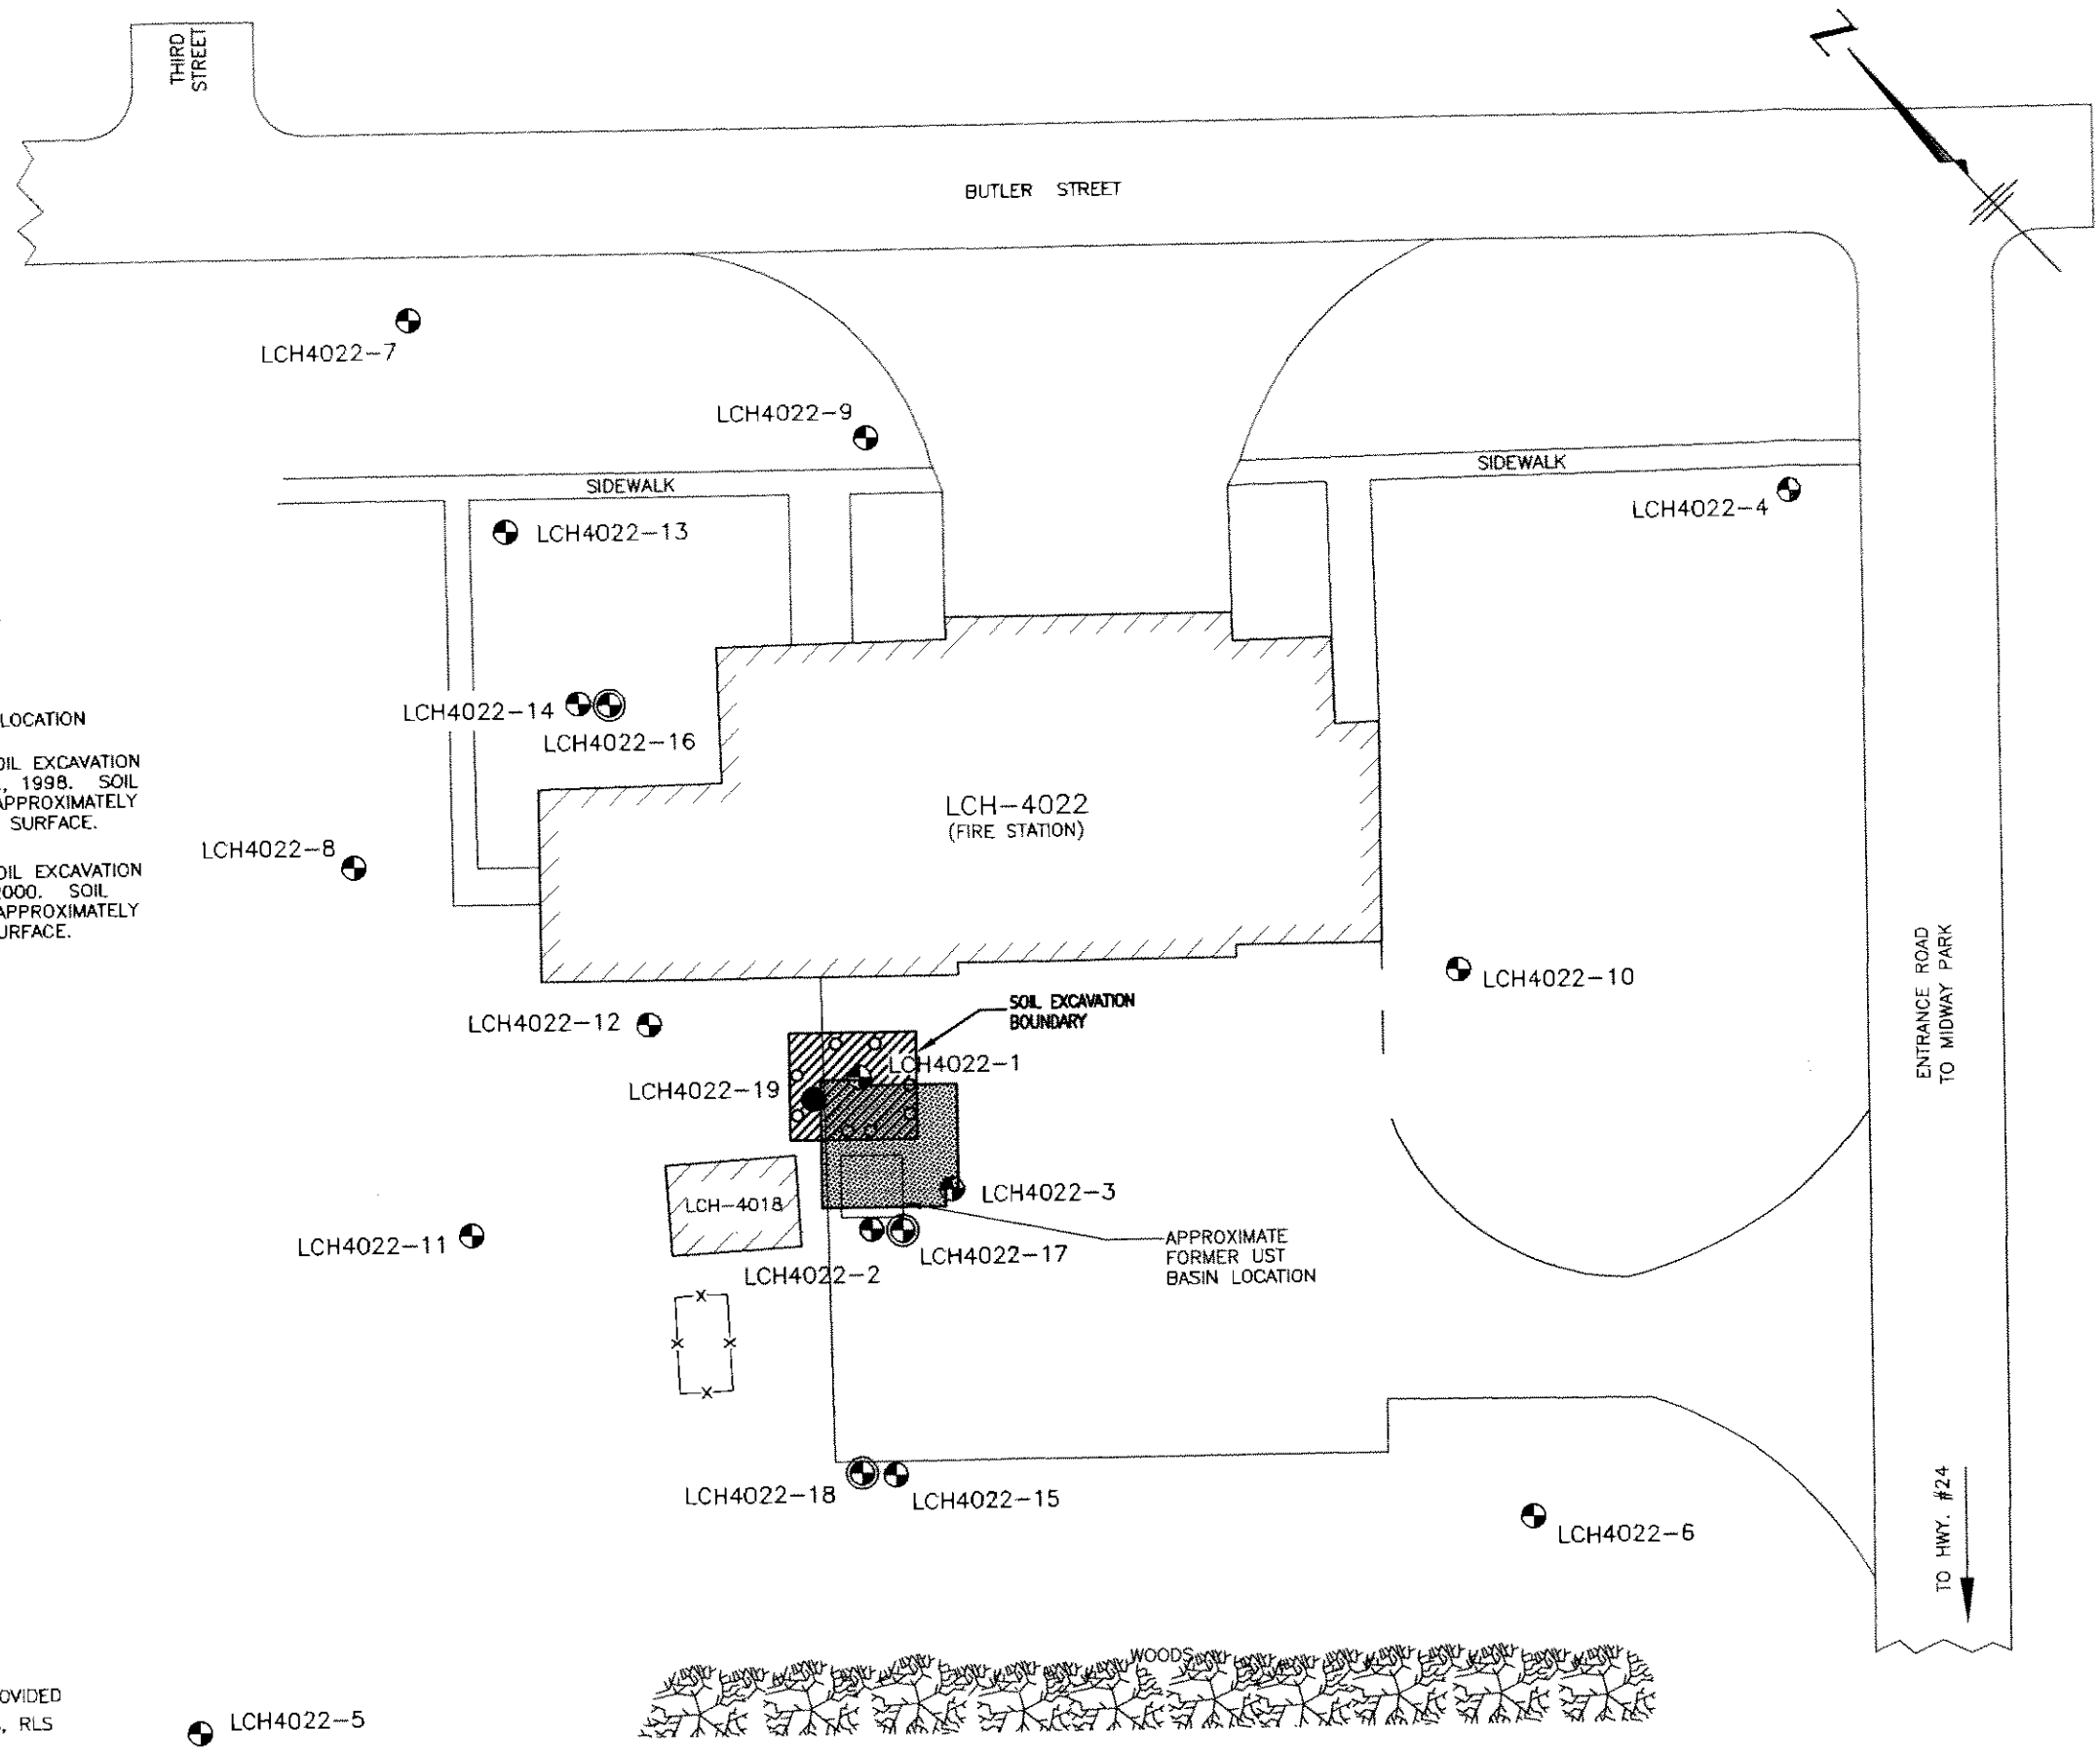 THIRD
STREET
N
BUTLER STREET
LCH4022-7
LCH4022-9
SIDEWALK
SIDEWALK
LCH4022-4
LCH4022-13
LCH4022-14
LCH4022-16
LOCATION
OIL EXCAVATION
, 1998. SOIL
APPROXIMATELY
SURFACE.
LCH-4022
(FIRE STATION)
LCH4022-8
OIL EXCAVATION
2000. SOIL
APPROXIMATELY
URFACE.
LCH4022-10
ENTRANCE ROAD
TO MIDWAY PARK
SOIL EXCAVATION
BOUNDARY
LCH4022-12
LCH4022-1
LCH4022-19
LCH-4018
LCH4022-3
LCH4022-11
LCH4022-17
LCH4022-2
APPROXIMATE
FORMER UST
BASIN LOCATION
X
X
X
X
LCH4022-18
LCH4022-15
LCH4022-6
TO HWY. #24
WOODS
OVIDED
, RLS
LCH4022-5